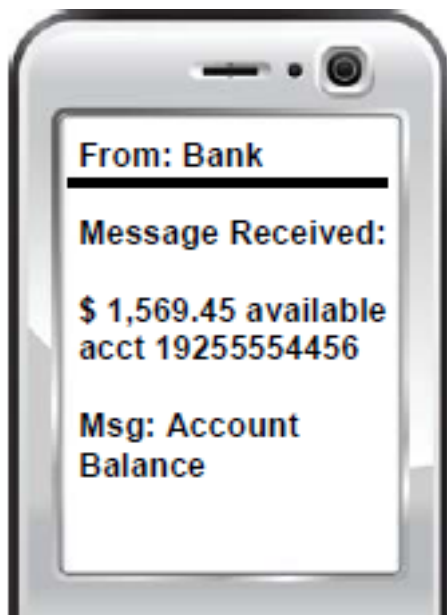 From: Bank
Message Received:
$ 1,569.45 available
acct 19255554456
Msg: Account
Balance